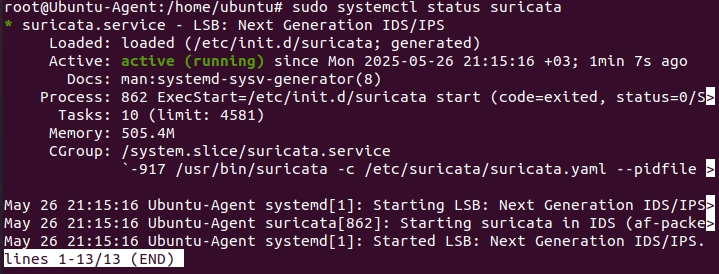 root@Ubuntu-Agent:/home/ubuntu# sudo systemctl status suricata
* suricata.service - LSB: Next Generation IDS/IPS
     Loaded: loaded (/etc/init.d/suricata; generated)
     Active: active (running) since Mon 2025-05-26 21:15:16 +03; 1min 7s ago
       Docs: man:systemd-sysv-generator(8)
    Process: 862 ExecStart=/etc/init.d/suricata start (code=exited, status=0/S>
      Tasks: 10 (limit: 4581)
     Memory: 505.4M
     CGroup: /system.slice/suricata.service
             `-917 /usr/bin/suricata -c /etc/suricata/suricata.yaml --pidfile >
May 26 21:15:16 Ubuntu-Agent systemd[1]: Starting LSB: Next Generation IDS/IPS>
May 26 21:15:16 Ubuntu-Agent suricata[862]: Starting suricata in IDS (af-packe>
May 26 21:15:16 Ubuntu-Agent systemd[1]: Started LSB: Next Generation IDS/IPS.
lines 1-13/13 (END)